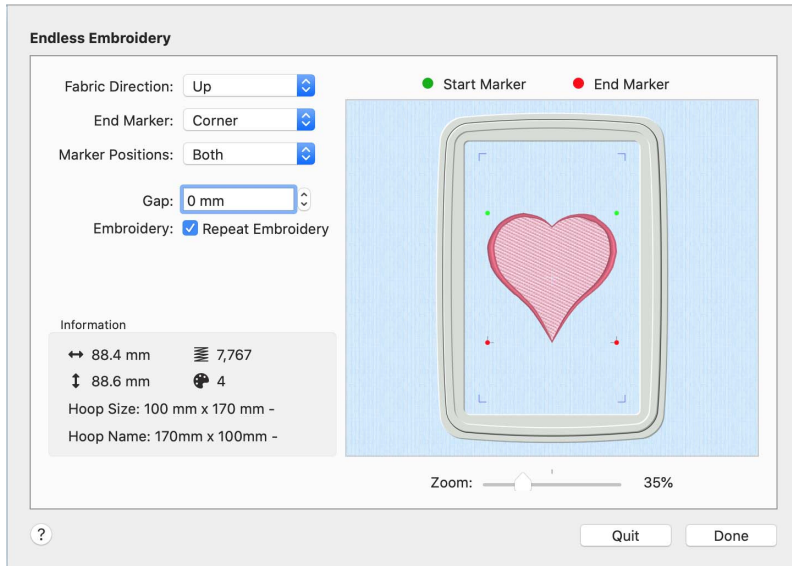 Endless Embroidery
Fabric Direction: Up
End Marker: Corner
Marker Positions: Both
Gap: 0 mm
Embroidery: Repeat Embroidery
Start Marker End Marker
Information
88.4 mm 7,767
88.6 mm 4
Hoop Size: 100 mm x 170 mm -
Hoop Name: 170mm x 100mm -
Zoom: 35%
? Quit Done